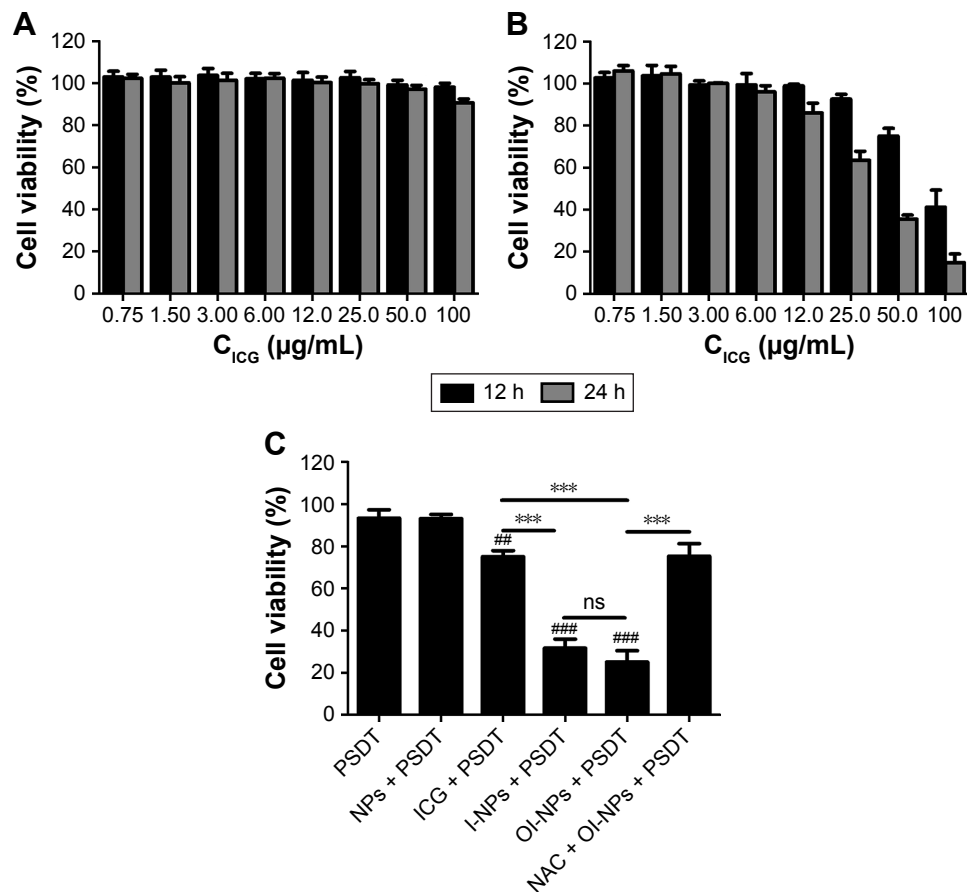 A
120
100
80
60
40
20
0
Cell viability (%)
0.75 1.50 3.00 6.00 12.0 25.0 50.0 100
C_ICG (µg/mL)
B
120
100
80
60
40
20
0
Cell viability (%)
0.75 1.50 3.00 6.00 12.0 25.0 50.0 100
C_ICG (µg/mL)
12 h 24 h
C
120
100
80
60
40
20
0
Cell viability (%)
***
*** ***
##
ns
### ###
PSDT
NPs + PSDT
ICG + PSDT
I-NPs + PSDT
OI-NPs + PSDT
NAC + OI-NPs + PSDT